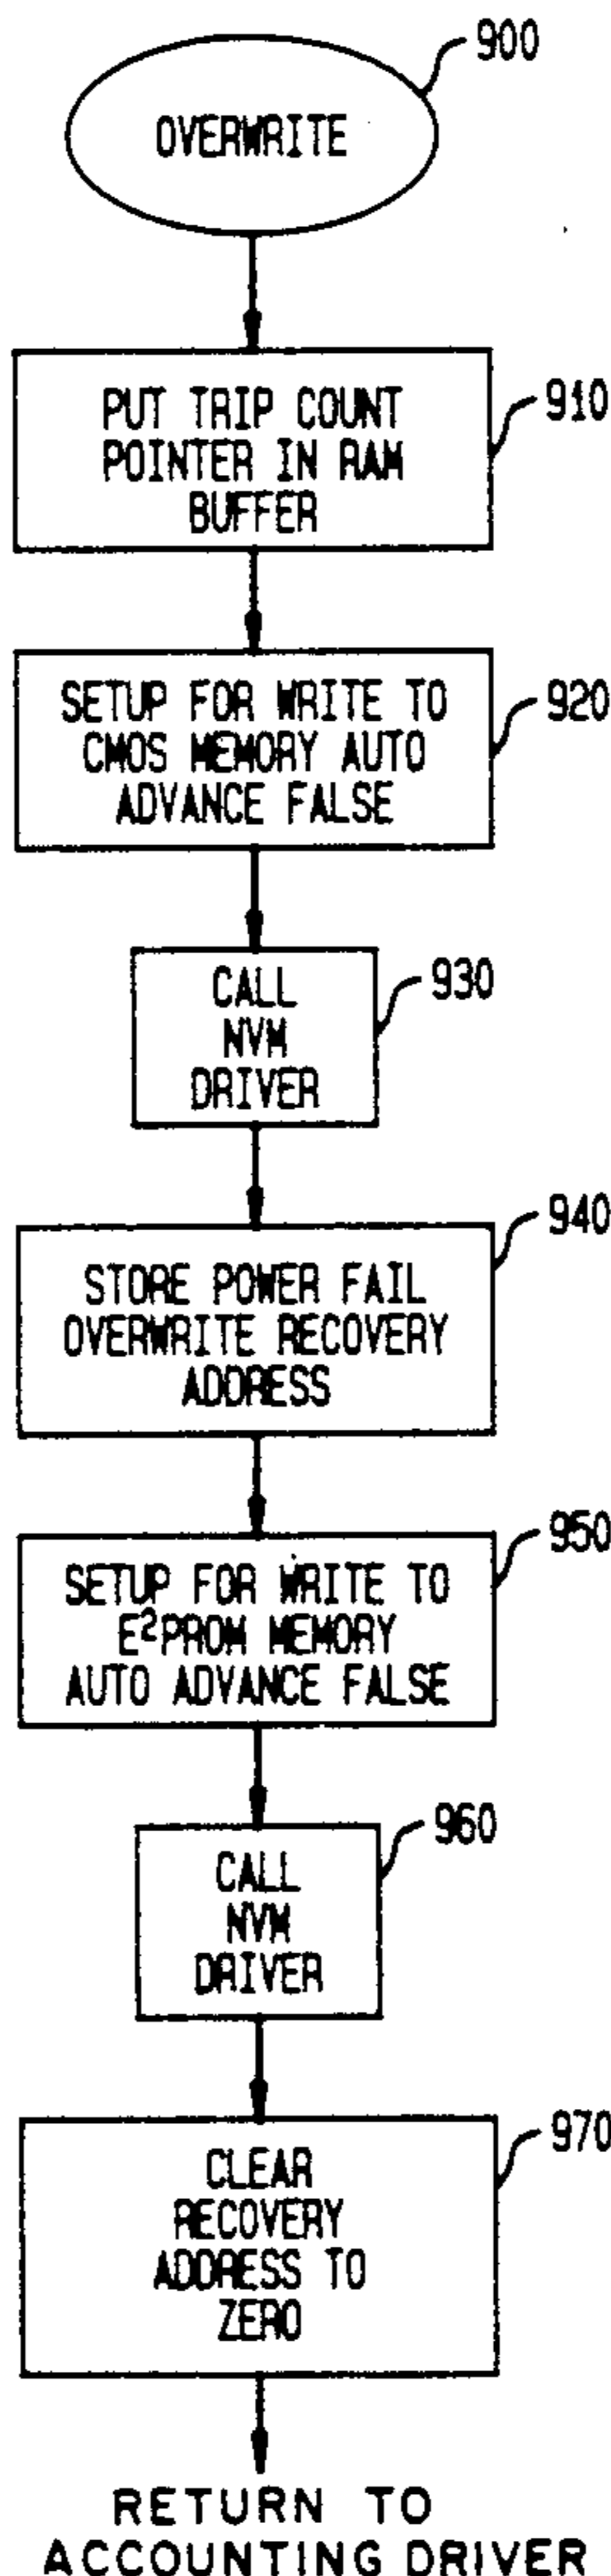 900
OVERWRITE
910
PUT TRIP COUNT
POINTER IN RAM
BUFFER
920
SETUP FOR WRITE TO
CMOS MEMORY AUTO
ADVANCE FALSE
930
CALL
NVM
DRIVER
940
STORE POWER FAIL
OVERWRITE RECOVERY
ADDRESS
950
SETUP FOR WRITE TO
E²PROM MEMORY
AUTO ADVANCE FALSE
960
CALL
NVM
DRIVER
970
CLEAR
RECOVERY
ADDRESS TO
ZERO
RETURN TO
ACCOUNTING DRIVER